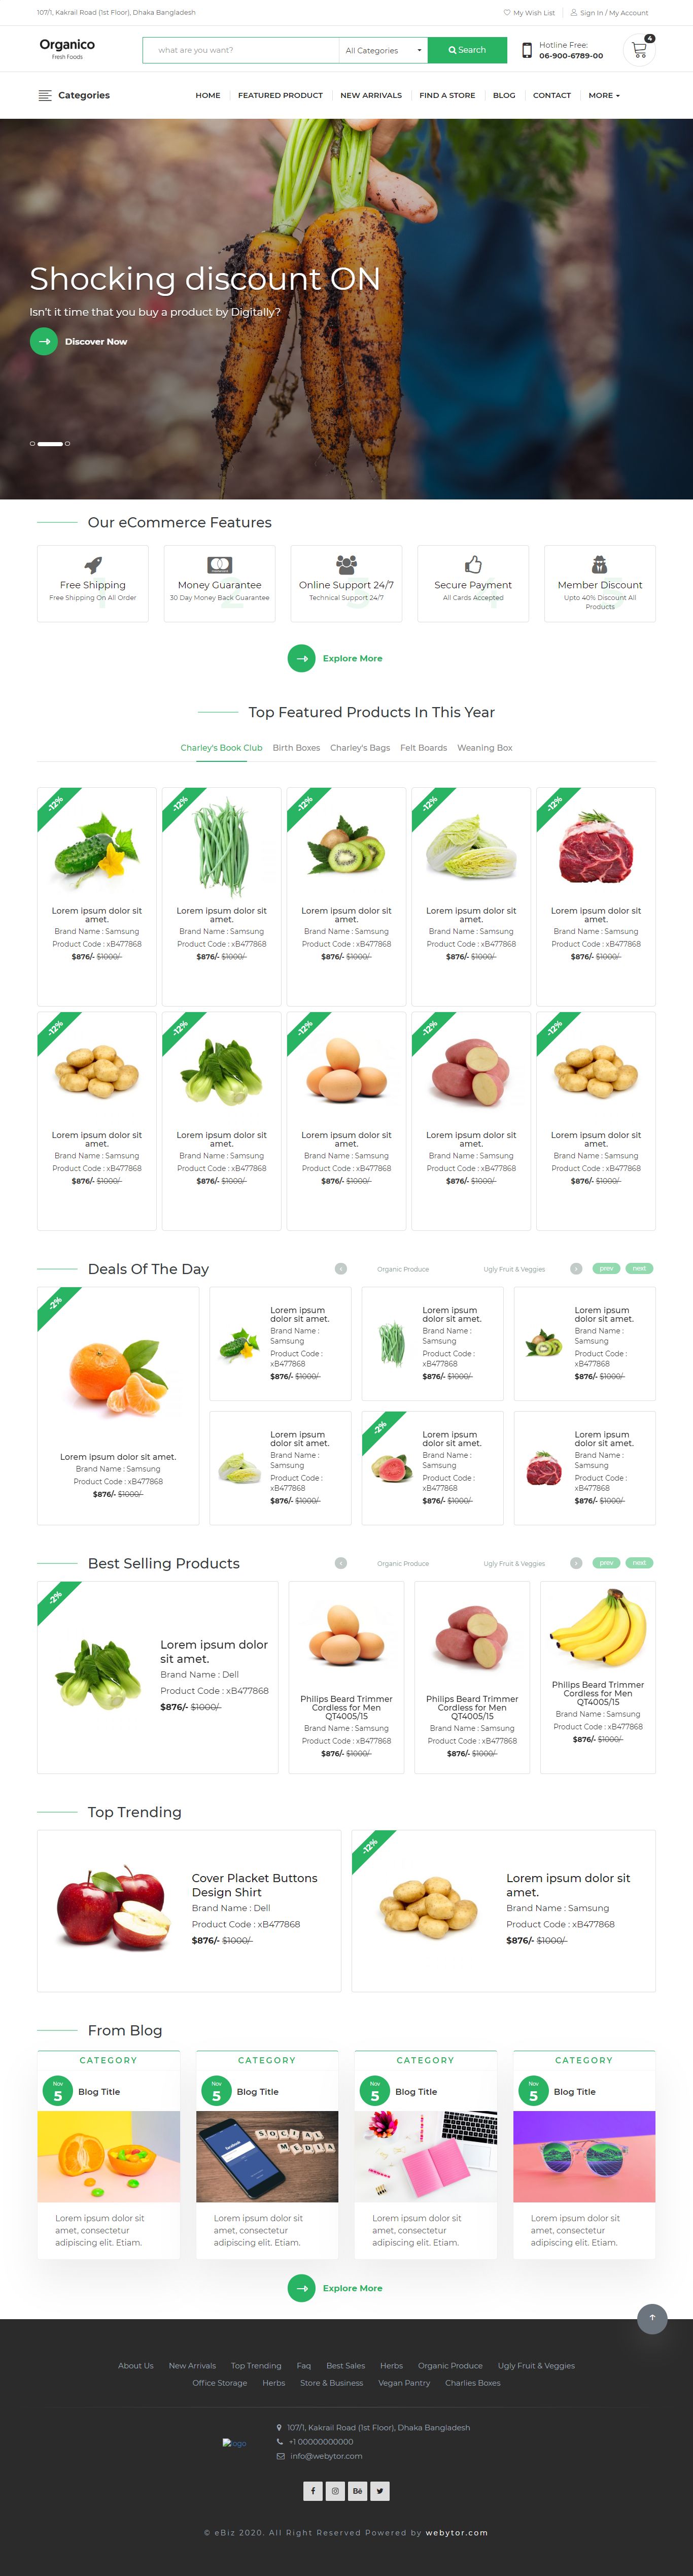 107/1, Kakrail Road (1st Floor), Dhaka Bangladesh
My Wish List
Sign In / My Account
Organico
Fresh Foods
what are you want?
All Categories
Search
Hotline Free:
06-900-6789-00
4
Categories
HOME
FEATURED PRODUCT
NEW ARRIVALS
FIND A STORE
BLOG
CONTACT
MORE
Shocking discount ON
Isn't it time that you buy a product by Digitally?
Discover Now
Our eCommerce Features
1
Free Shipping
Free Shipping On All Order
2
Money Guarantee
30 Day Money Back Guarantee
3
Online Support 24/7
Technical Support 24/7
4
Secure Payment
All Cards Accepted
5
Member Discount
Upto 40% Discount All
Products
Explore More
Top Featured Products In This Year
Charley's Book Club
Birth Boxes
Charley's Bags
Felt Boards
Weaning Box
-12%
Lorem ipsum dolor sit
amet.
Brand Name : Samsung
Product Code : xB477868
$876/- $1000/-
-12%
Lorem ipsum dolor sit
amet.
Brand Name : Samsung
Product Code : xB477868
$876/- $1000/-
-12%
Lorem ipsum dolor sit
amet.
Brand Name : Samsung
Product Code : xB477868
$876/- $1000/-
-12%
Lorem ipsum dolor sit
amet.
Brand Name : Samsung
Product Code : xB477868
$876/- $1000/-
-12%
Lorem ipsum dolor sit
amet.
Brand Name : Samsung
Product Code : xB477868
$876/- $1000/-
-12%
Lorem ipsum dolor sit
amet.
Brand Name : Samsung
Product Code : xB477868
$876/- $1000/-
-12%
Lorem ipsum dolor sit
amet.
Brand Name : Samsung
Product Code : xB477868
$876/- $1000/-
-12%
Lorem ipsum dolor sit
amet.
Brand Name : Samsung
Product Code : xB477868
$876/- $1000/-
-12%
Lorem ipsum dolor sit
amet.
Brand Name : Samsung
Product Code : xB477868
$876/- $1000/-
-12%
Lorem ipsum dolor sit
amet.
Brand Name : Samsung
Product Code : xB477868
$876/- $1000/-
Deals Of The Day
Organic Produce
Ugly Fruit & Veggies
prev
next
-2%
Lorem ipsum dolor sit amet.
Brand Name : Samsung
Product Code : xB477868
$876/- $1000/-
Lorem ipsum
dolor sit amet.
Brand Name :
Samsung
Product Code :
xB477868
$876/- $1000/-
Lorem ipsum
dolor sit amet.
Brand Name :
Samsung
Product Code :
xB477868
$876/- $1000/-
Lorem ipsum
dolor sit amet.
Brand Name :
Samsung
Product Code :
xB477868
$876/- $1000/-
Lorem ipsum
dolor sit amet.
Brand Name :
Samsung
Product Code :
xB477868
$876/- $1000/-
-2%
Lorem ipsum
dolor sit amet.
Brand Name :
Samsung
Product Code :
xB477868
$876/- $1000/-
Lorem ipsum
dolor sit amet.
Brand Name :
Samsung
Product Code :
xB477868
$876/- $1000/-
Best Selling Products
Organic Produce
Ugly Fruit & Veggies
prev
next
-2%
Lorem ipsum dolor
sit amet.
Brand Name : Dell
Product Code : xB477868
$876/- $1000/-
Philips Beard Trimmer
Cordless for Men
QT4005/15
Brand Name : Samsung
Product Code : xB477868
$876/- $1000/-
Philips Beard Trimmer
Cordless for Men
QT4005/15
Brand Name : Samsung
Product Code : xB477868
$876/- $1000/-
Philips Beard Trimmer
Cordless for Men
QT4005/15
Brand Name : Samsung
Product Code : xB477868
$876/- $1000/-
Top Trending
Cover Placket Buttons
Design Shirt
Brand Name : Dell
Product Code : xB477868
$876/- $1000/-
-12%
Lorem ipsum dolor sit
amet.
Brand Name : Samsung
Product Code : xB477868
$876/- $1000/-
From Blog
CATEGORY
Nov
5
Blog Title
Lorem ipsum dolor sit
amet, consectetur
adipiscing elit. Etiam.
CATEGORY
Nov
5
Blog Title
facebook
SOCIAL
MEDIA
Lorem ipsum dolor sit
amet, consectetur
adipiscing elit. Etiam.
CATEGORY
Nov
5
Blog Title
Lorem ipsum dolor sit
amet, consectetur
adipiscing elit. Etiam.
CATEGORY
Nov
5
Blog Title
Lorem ipsum dolor sit
amet, consectetur
adipiscing elit. Etiam.
Explore More
About Us
New Arrivals
Top Trending
Faq
Best Sales
Herbs
Organic Produce
Ugly Fruit & Veggies
Office Storage
Herbs
Store & Business
Vegan Pantry
Charlies Boxes
logo
107/1, Kakrail Road (1st Floor), Dhaka Bangladesh
+1 00000000000
info@webytor.com
Bē
© eBiz 2020. All Right Reserved Powered by webytor.com